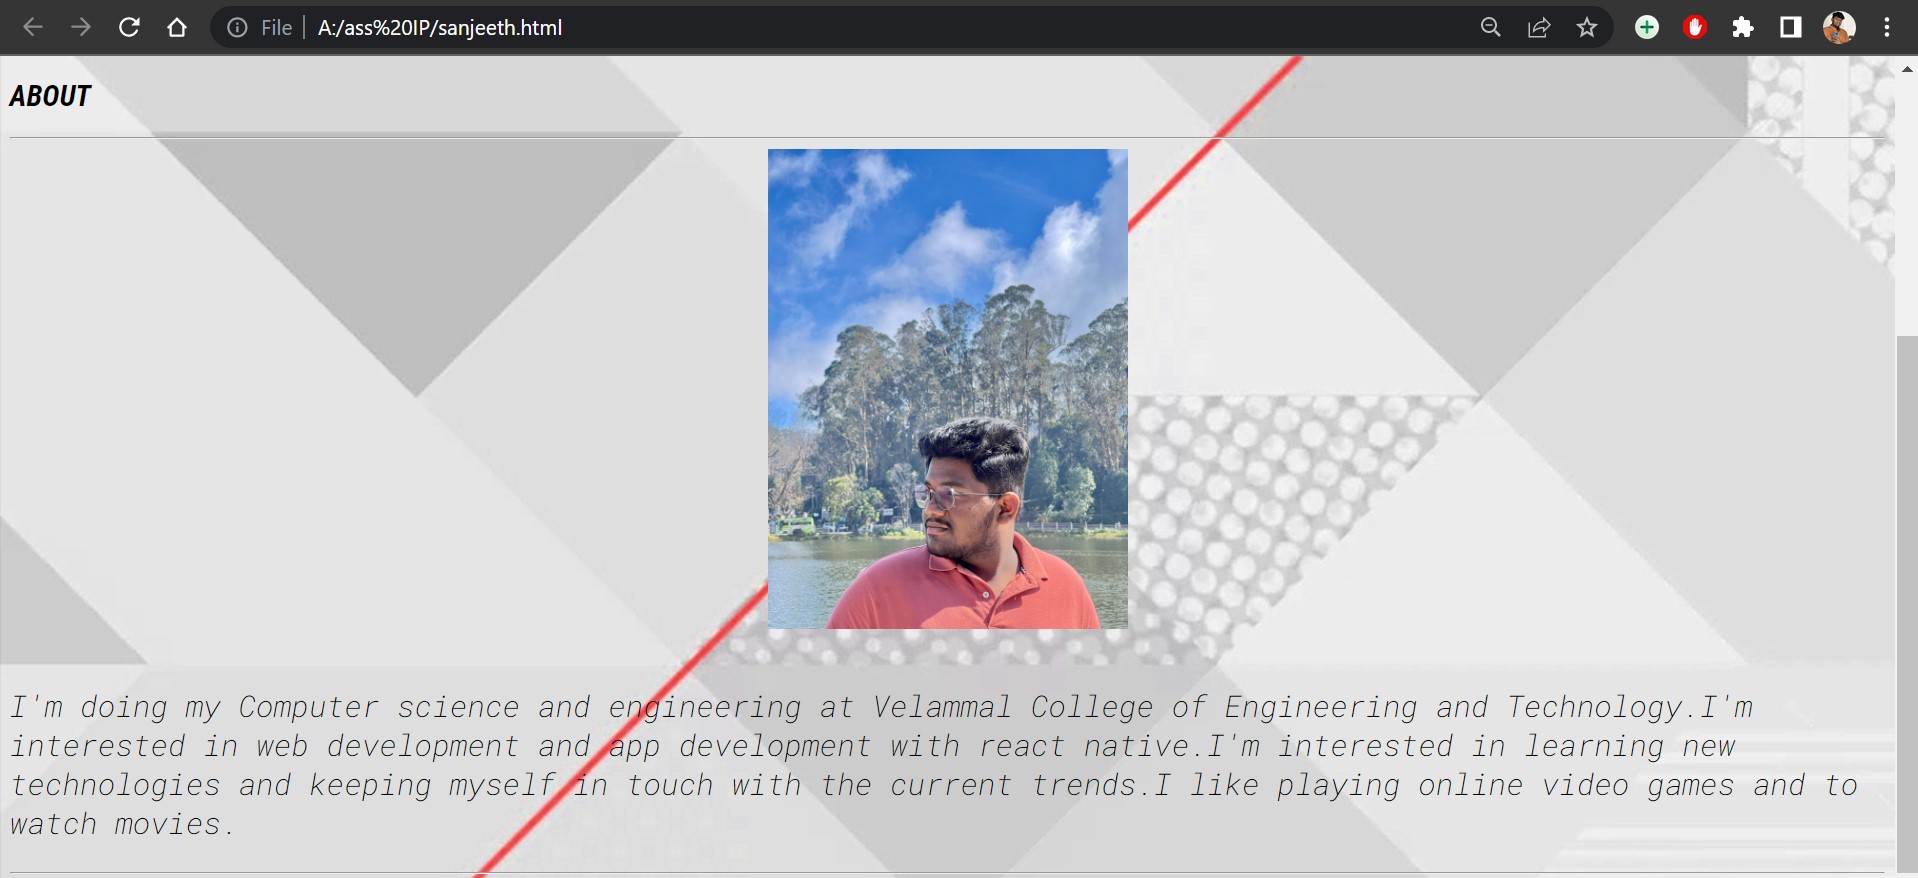 File
A:/ass%20IP/sanjeeth.html
ABOUT
I'm doing my Computer science and engineering at Velammal College of Engineering and Technology.I'm
interested in web development and app development with react native.I'm interested in learning new
technologies and keeping myself in touch with the current trends.I like playing online video games and to
watch movies.